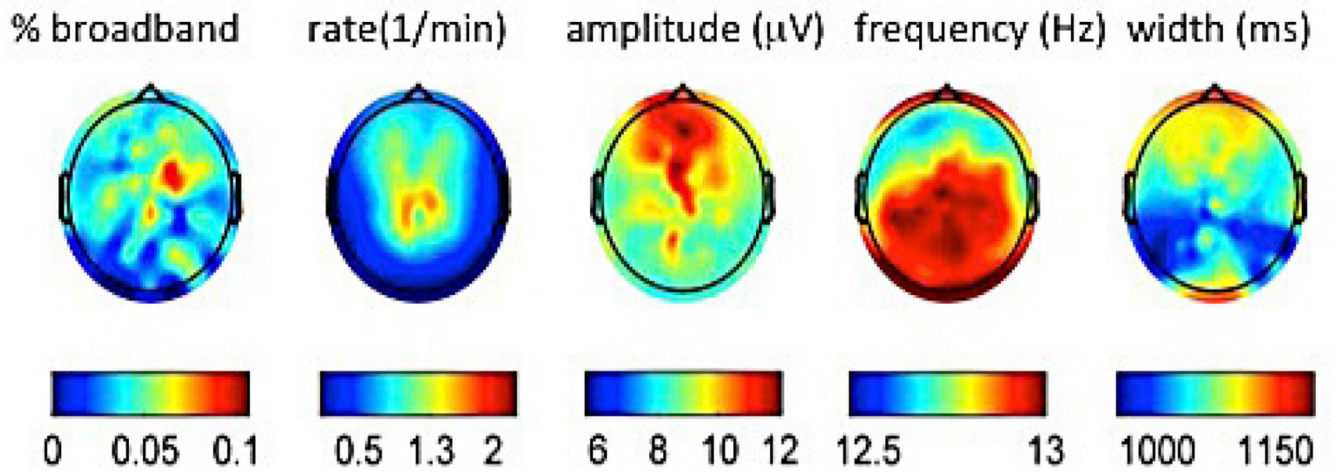 % broadband rate(1/min) amplitude (μV) frequency (Hz) width (ms)
0 0.05 0.1 0.5 1.3 2 6 8 10 12 12.5 13 1000 1150